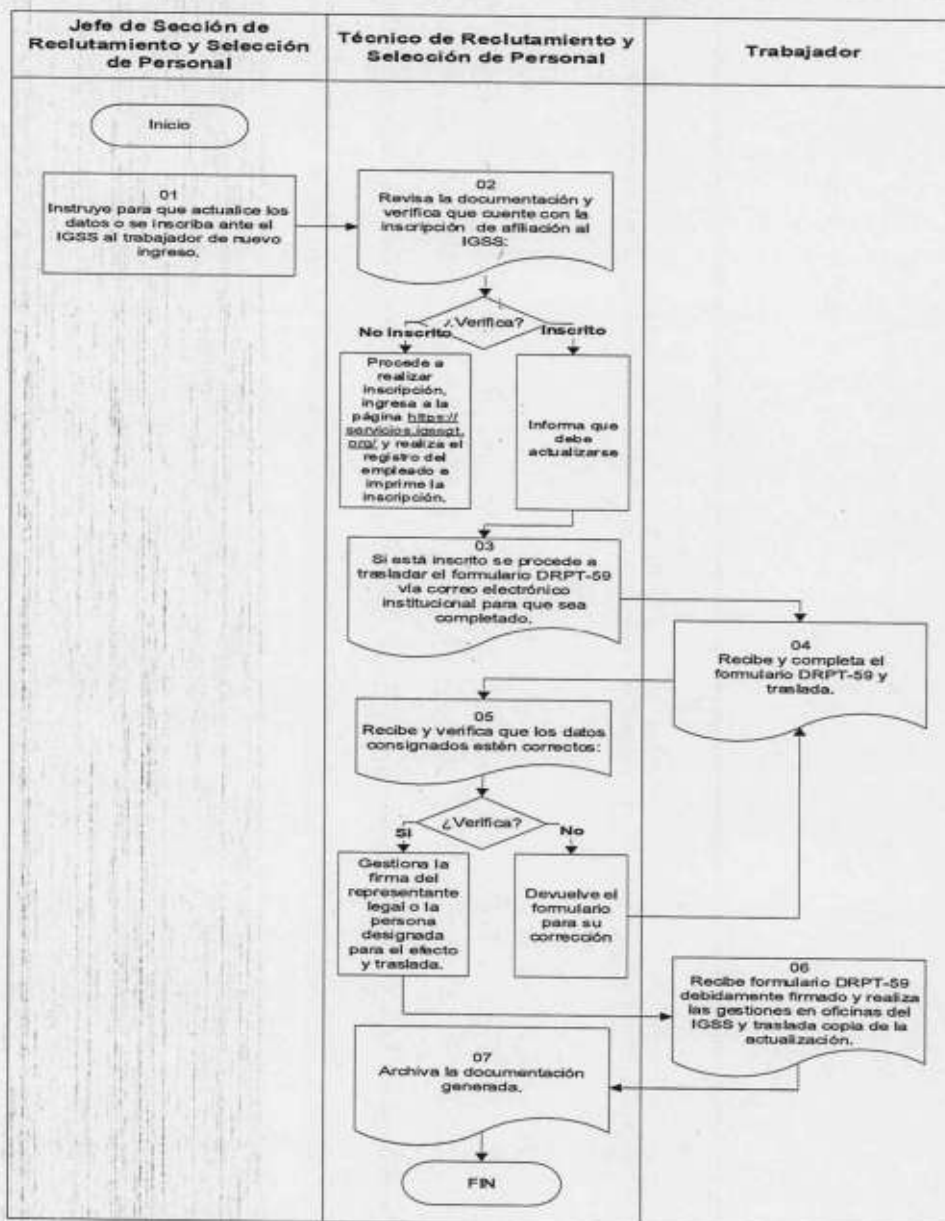 Jefe de Sección de
Reclutamiento y Selección
de Personal
Técnico de Reclutamiento y
Selección de Personal
Trabajador
Inicio
01
Instruye para que actualice los
datos o se inscriba ante el
IGSS al trabajador de nuevo
ingreso.
02
Revisa la documentación y
verifica que cuente con la
inscripción de afiliación al
IGSS:
¿Verifica?
No Inscrito
Inscrito
Procede a
realizar
inscripción,
ingresa a la
página https://
servicios.igssgt.
org/ y realiza el
registro del
empleado e
imprime la
inscripción.
Informa que
debe
actualizarse
03
Si está inscrito se procede a
trasladar el formulario DRPT-59
vía correo electrónico
institucional para que sea
completado.
04
Recibe y completa el
formulario DRPT-59 y
traslada.
05
Recibe y verifica que los datos
consignados estén correctos:
¿Verifica?
Si
No
Gestiona la
firma del
representante
legal o la
persona
designada
para el efecto
y traslada.
Devuelve el
formulario
para su
corrección
06
Recibe formulario DRPT-59
debidamente firmado y realiza
las gestiones en oficinas del
IGSS y traslada copia de la
actualización.
07
Archiva la documentación
generada.
FIN